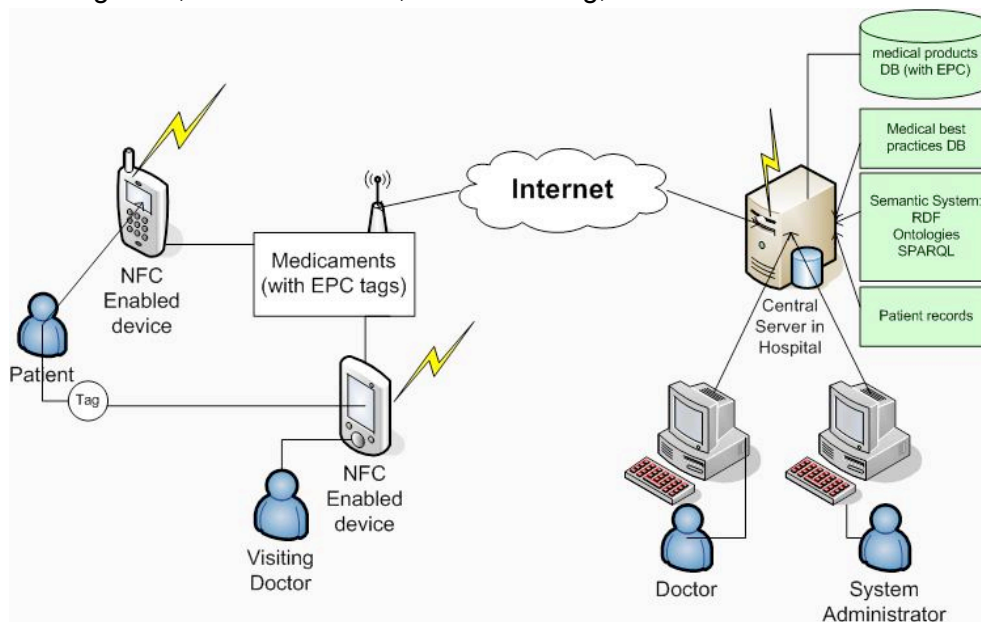 medical products
DB (with EPC)
Medical best
practices DB
Semantic System:
RDF
Ontologies
SPARQL
Patient records
Internet
Central
Server in
Hospital
Medicaments
(with EPC tags)
NFC
Enabled
device
Patient
Tag
NFC
Enabled
device
Visiting
Doctor
Doctor
System
Administrator